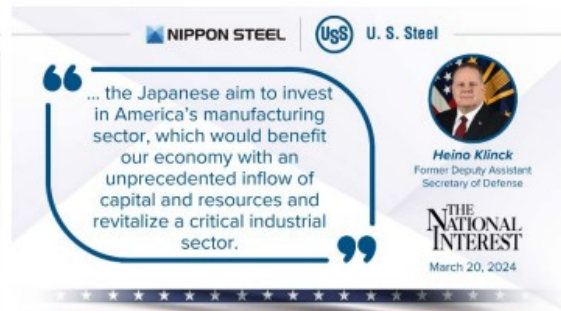 NIPPON STEEL
USS
U. S. Steel
“ ... the Japanese aim to invest
in America's manufacturing
sector, which would benefit
our economy with an
unprecedented inflow of
capital and resources and
revitalize a critical industrial
sector. ”
Heino Klinck
Former Deputy Assistant
Secretary of Defense
THE
NATIONAL
INTEREST
March 20, 2024